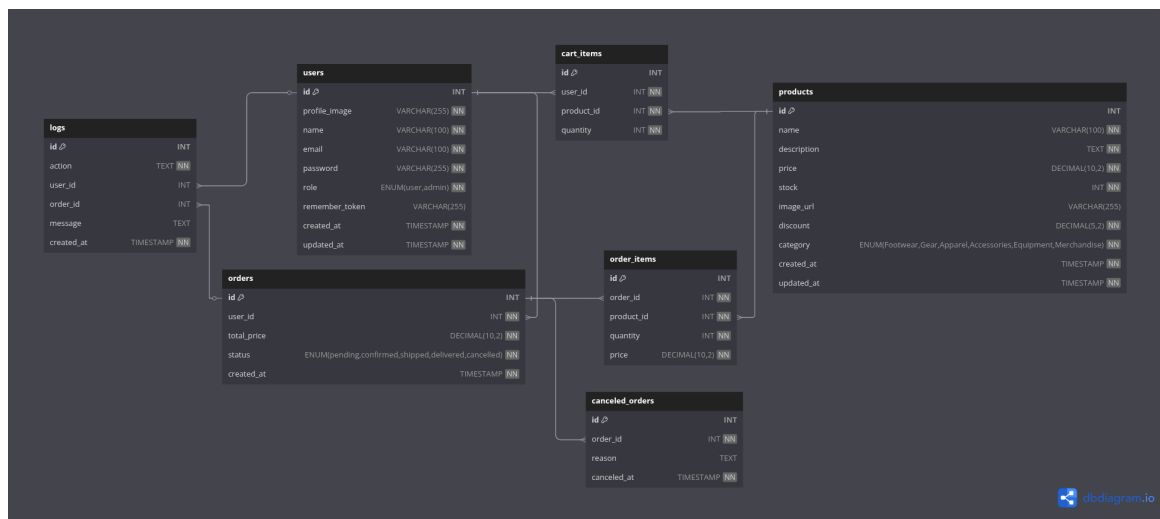 logs
id INT
action TEXT NN
user_id INT
order_id INT
message TEXT
created_at TIMESTAMP NN
users
id INT
profile_image VARCHAR(255) NN
name VARCHAR(100) NN
email VARCHAR(100) NN
password VARCHAR(255) NN
role ENUM(user,admin) NN
remember_token VARCHAR(255)
created_at TIMESTAMP NN
updated_at TIMESTAMP NN
orders
id INT
user_id INT NN
total_price DECIMAL(10,2) NN
status ENUM(pending,confirmed,shipped,delivered,cancelled) NN
created_at TIMESTAMP NN
cart_items
id INT
user_id INT NN
product_id INT NN
quantity INT NN
order_items
id INT
order_id INT NN
product_id INT NN
quantity INT NN
price DECIMAL(10,2) NN
canceled_orders
id INT
order_id INT NN
reason TEXT
canceled_at TIMESTAMP NN
products
id INT
name VARCHAR(100) NN
description TEXT NN
price DECIMAL(10,2) NN
stock INT NN
image_url VARCHAR(255)
discount DECIMAL(5,2) NN
category ENUM(Footwear,Gear,Apparel,Accessories,Equipment,Merchandise) NN
created_at TIMESTAMP NN
updated_at TIMESTAMP NN
dbdiagram.io